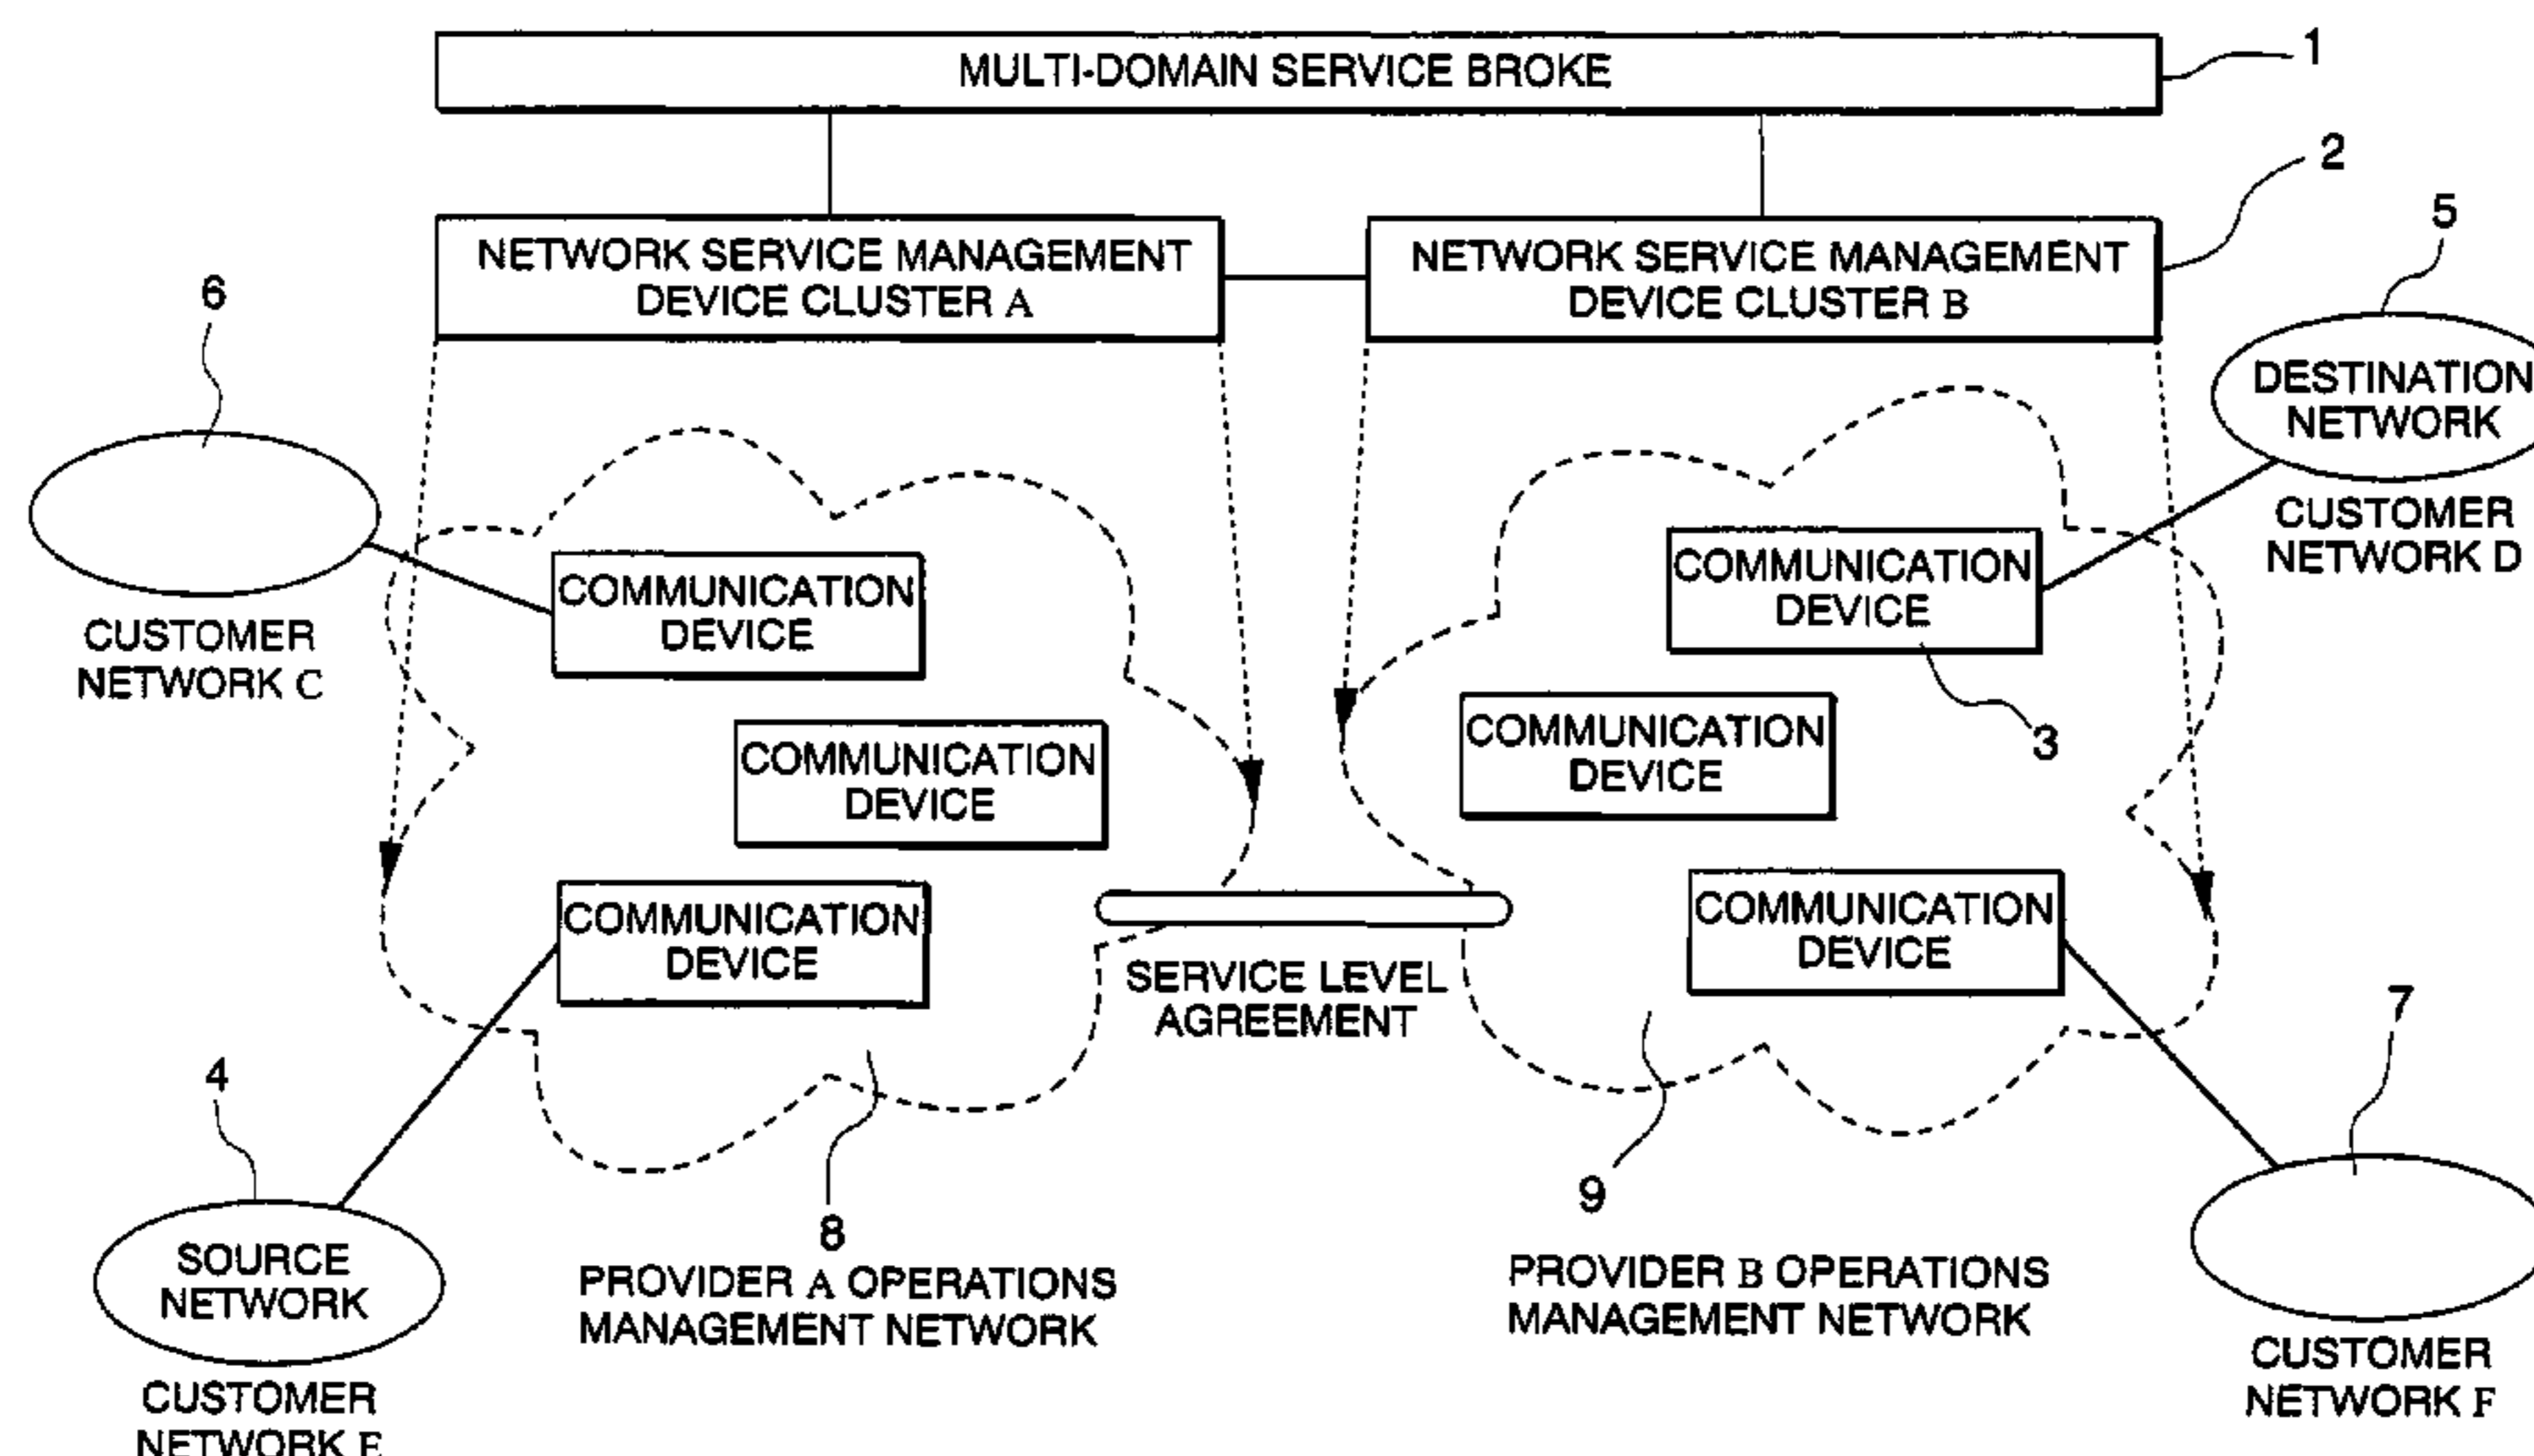 MULTI-DOMAIN SERVICE BROKE
1
2
NETWORK SERVICE MANAGEMENT
DEVICE CLUSTER A
NETWORK SERVICE MANAGEMENT
DEVICE CLUSTER B
5
6
DESTINATION
NETWORK
CUSTOMER
NETWORK D
COMMUNICATION
DEVICE
COMMUNICATION
DEVICE
CUSTOMER
NETWORK C
3
COMMUNICATION
DEVICE
COMMUNICATION
DEVICE
COMMUNICATION
DEVICE
COMMUNICATION
DEVICE
SERVICE LEVEL
AGREEMENT
7
4
9
8
SOURCE
NETWORK
PROVIDER A OPERATIONS
MANAGEMENT NETWORK
PROVIDER B OPERATIONS
MANAGEMENT NETWORK
CUSTOMER
NETWORK F
CUSTOMER
NETWORK E